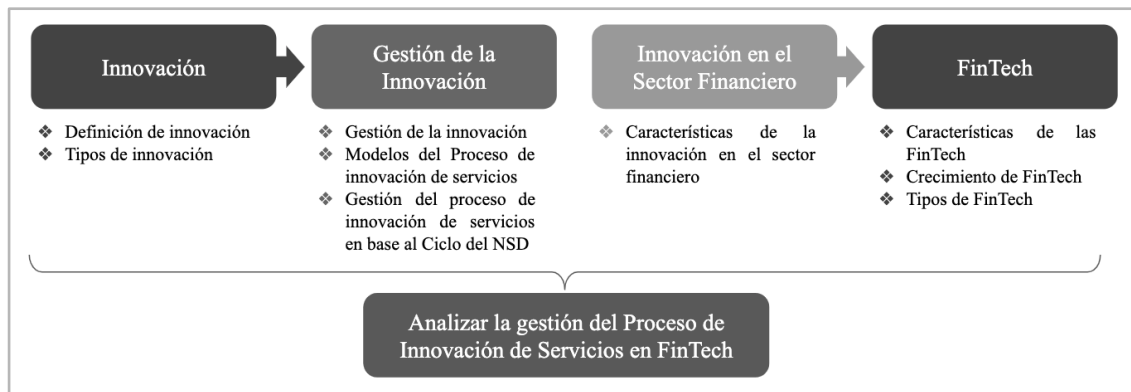 Innovación
Definición de innovación
Tipos de innovación
Gestión de la
Innovación
Gestión de la innovación
Modelos del Proceso de
innovación de servicios
Gestión del proceso de
innovación de servicios
en base al Ciclo del NSD
Innovación en el
Sector Financiero
Características de la
innovación en el sector
financiero
FinTech
Características de las
FinTech
Crecimiento de FinTech
Tipos de FinTech
Analizar la gestión del Proceso de
Innovación de Servicios en FinTech